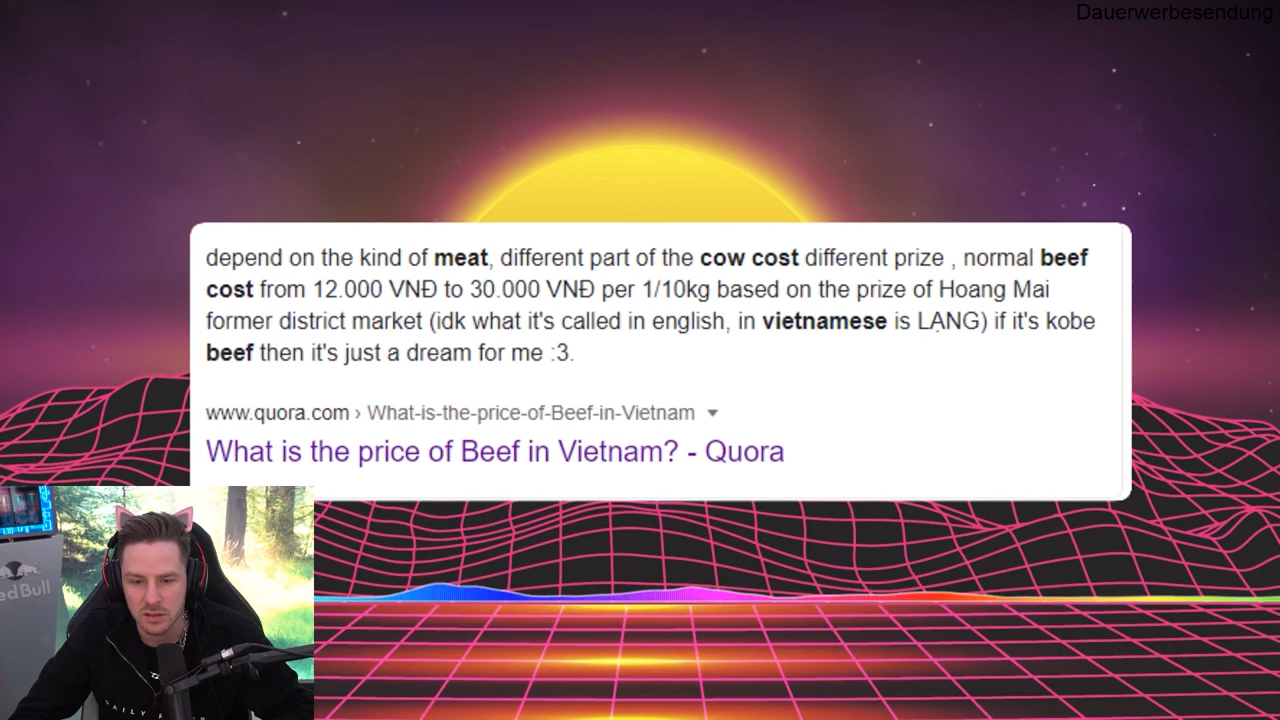 Dauerwerbesendung
depend on the kind of meat, different part of the cow cost different prize , normal beef
cost from 12.000 VNĐ to 30.000 VNĐ per 1/10kg based on the prize of Hoang Mai
former district market (idk what it's called in english, in vietnamese is LẠNG) if it's kobe
beef then it's just a dream for me :3.
www.quora.com › What-is-the-price-of-Beef-in-Vietnam
What is the price of Beef in Vietnam? - Quora
ed Bull